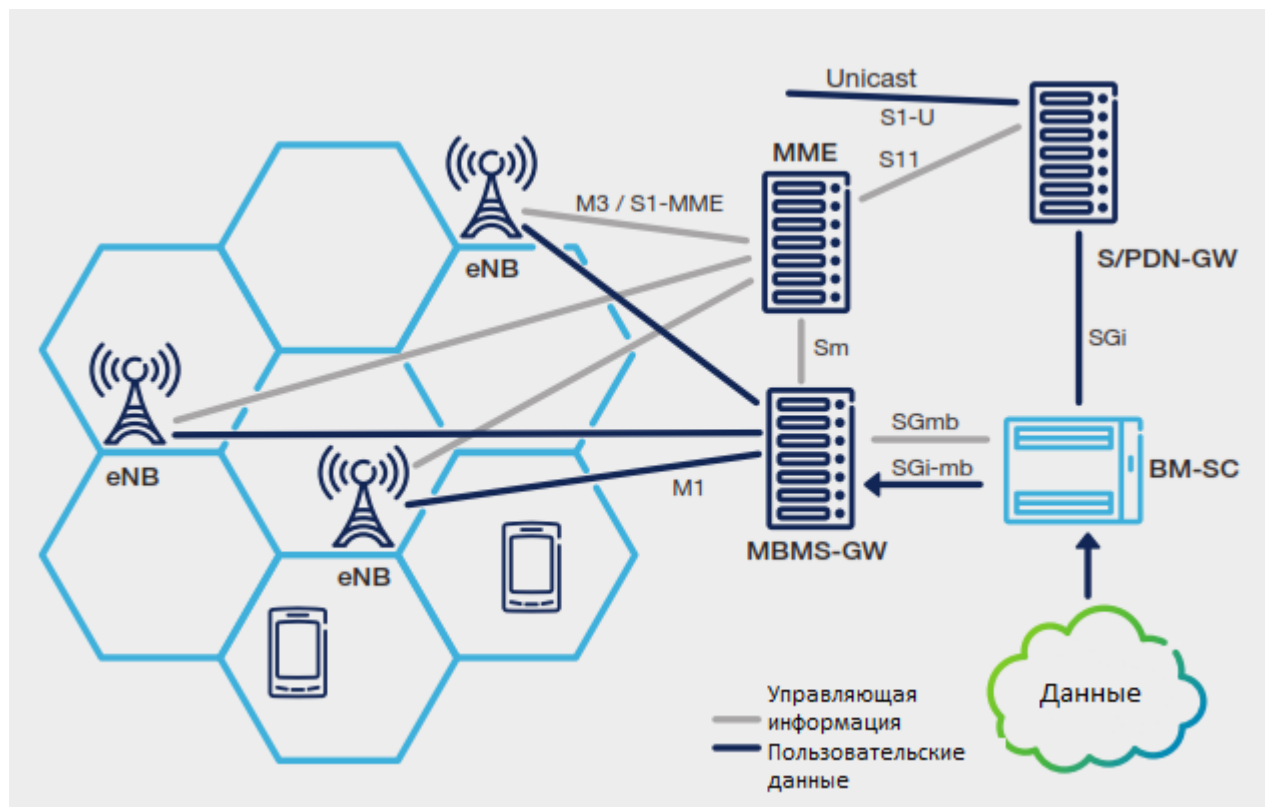 Unicast
S1-U
MME
S11
M3 / S1-MME
eNB
S/PDN-GW
Sm
SGi
eNB
SGmb
SGi-mb
BM-SC
M1
MBMS-GW
eNB
Данные
Управляющая
информация
Пользовательские
данные